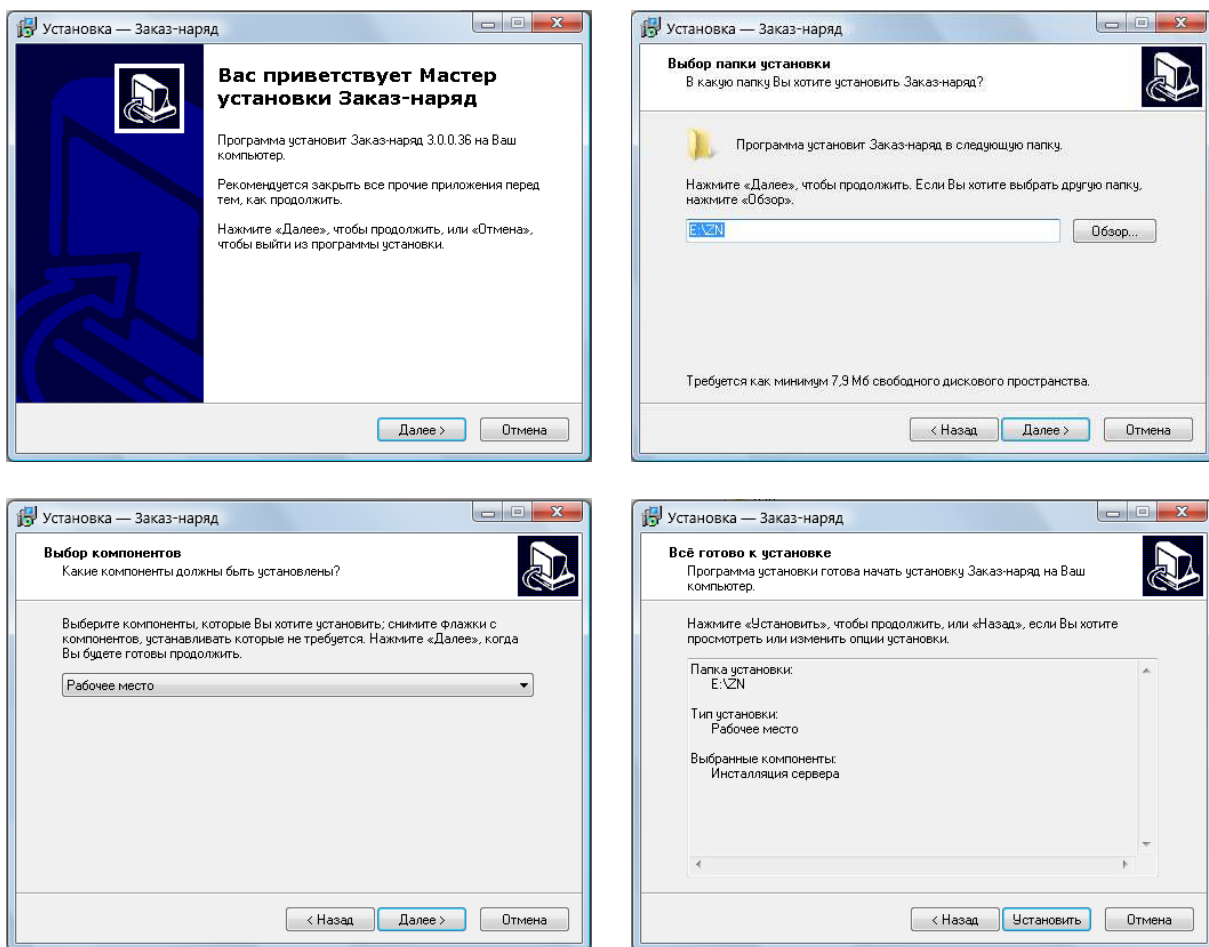 Установка — Заказ-наряд
Вас приветствует Мастер
установки Заказ-наряд
Программа установит Заказ-наряд 3.0.0.36 на Ваш
компьютер.
Рекомендуется закрыть все прочие приложения перед
тем, как продолжить.
Нажмите «Далее», чтобы продолжить, или «Отмена»,
чтобы выйти из программы установки.
Далее >
Отмена
Установка — Заказ-наряд
Выбор папки установки
В какую папку Вы хотите установить Заказ-наряд?
Программа установит Заказ-наряд в следующую папку.
Нажмите «Далее», чтобы продолжить. Если Вы хотите выбрать другую папку,
нажмите «Обзор».
E:\ZN
Обзор...
Требуется как минимум 7,9 Мб свободного дискового пространства.
< Назад
Далее >
Отмена
Установка — Заказ-наряд
Выбор компонентов
Какие компоненты должны быть установлены?
Выберите компоненты, которые Вы хотите установить; снимите флажки с
компонентов, устанавливать которые не требуется. Нажмите «Далее», когда
Вы будете готовы продолжить.
Рабочее место
< Назад
Далее >
Отмена
Установка — Заказ-наряд
Всё готово к установке
Программа установки готова начать установку Заказ-наряд на Ваш
компьютер.
Нажмите «Установить», чтобы продолжить, или «Назад», если Вы хотите
просмотреть или изменить опции установки.
Папка установки:
E:\ZN
Тип установки:
Рабочее место
Выбранные компоненты:
Инсталляция сервера
< Назад
Установить
Отмена